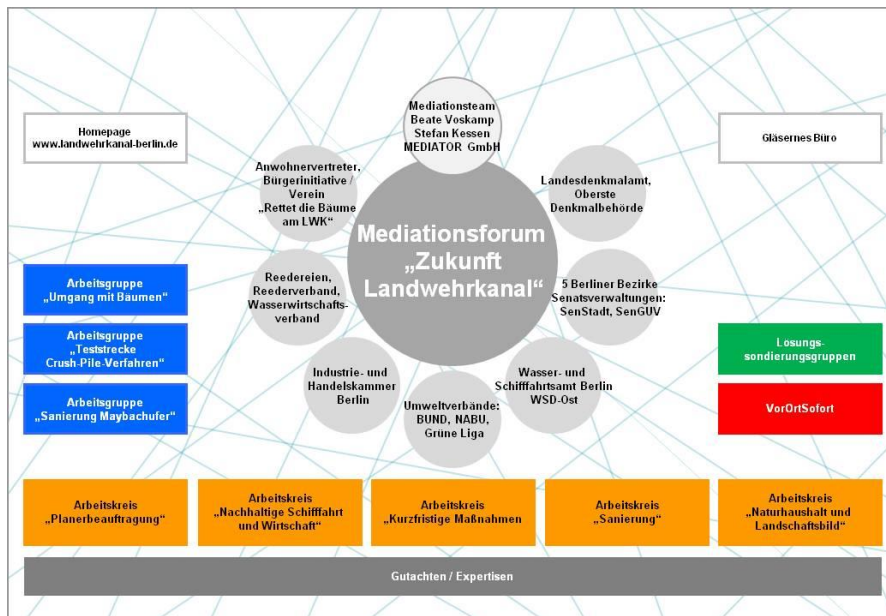 Mediationsteam
Beate Voskamp
Stefan Kessen
MEDIATOR GmbH
Homepage
www.landwehrkanal-berlin.de
Gläsernes Büro
Anwohnervertreter,
Bürgerinitiative /
Verein
„Rettet die Bäume
am LWK“
Landesdenkmalamt,
Oberste
Denkmalbehörde
Mediationsforum
„Zukunft
Landwehrkanal“
Reedereien,
Reederverband,
Wasserwirtschafts-
verband
5 Berliner Bezirke
Senatsverwaltungen:
SenStadt, SenGUV
Industrie- und
Handelskammer
Berlin
Umweltverbände:
BUND, NABU,
Grüne Liga
Wasser- und
Schifffahrtsamt Berlin
WSD-Ost
Arbeitsgruppe
„Umgang mit Bäumen“
Arbeitsgruppe
„Teststrecke
Crush-Pile-Verfahren“
Arbeitsgruppe
„Sanierung Maybachufer“
Losungs-
sondierungsgruppen
VorOrtSofort
Arbeitskreis
„Planerbeauftragung“
Arbeitskreis
„Nachhaltige Schifffahrt
und Wirtschaft“
Arbeitskreis
„Kurzfristige Maßnahmen
Arbeitskreis
„Sanierung“
Arbeitskreis
„Naturhaushalt und
Landschaftsbild“
Gutachten / Expertisen